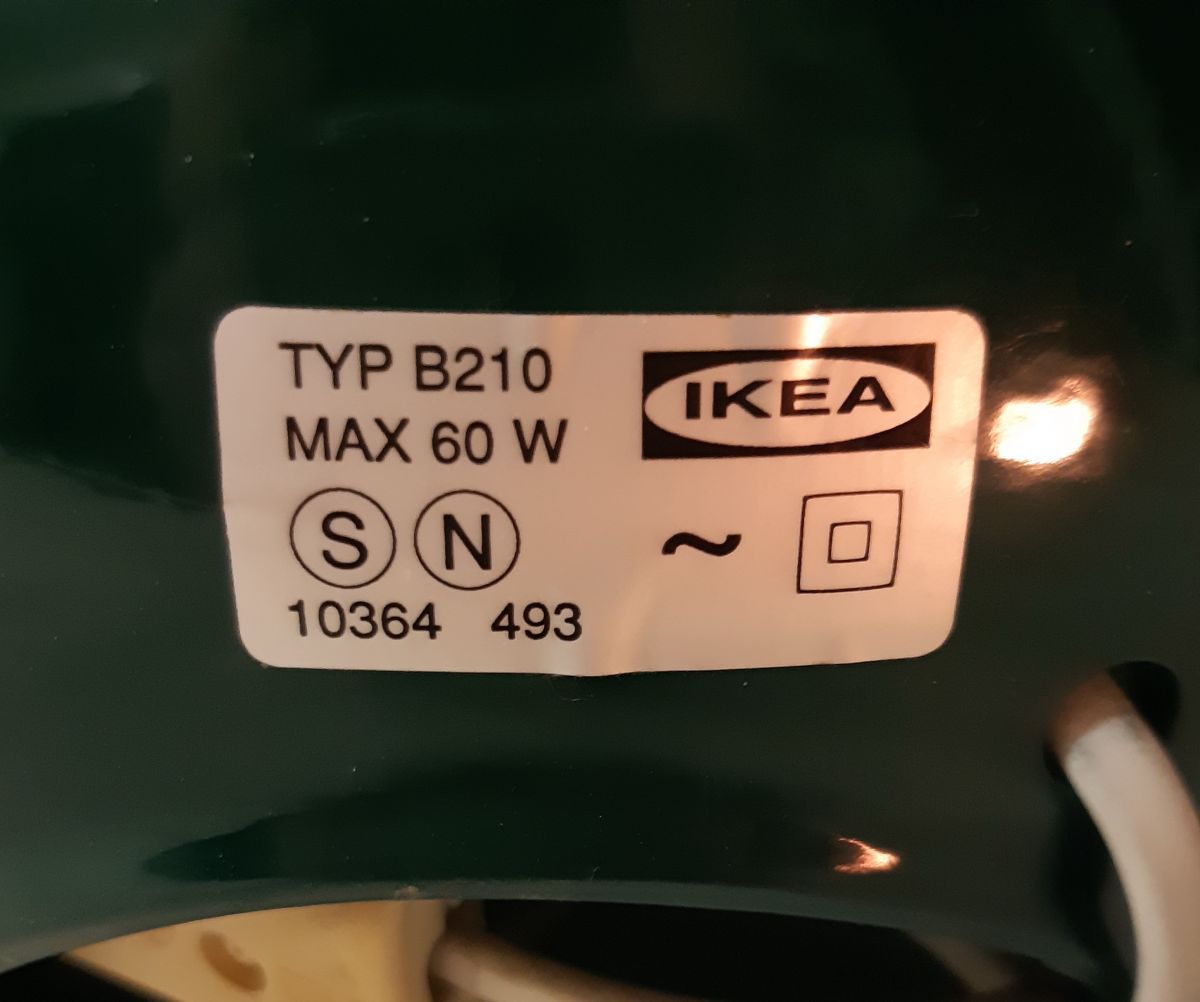 TYP B210
MAX 60 W
IKEA
S N
~
10364 493